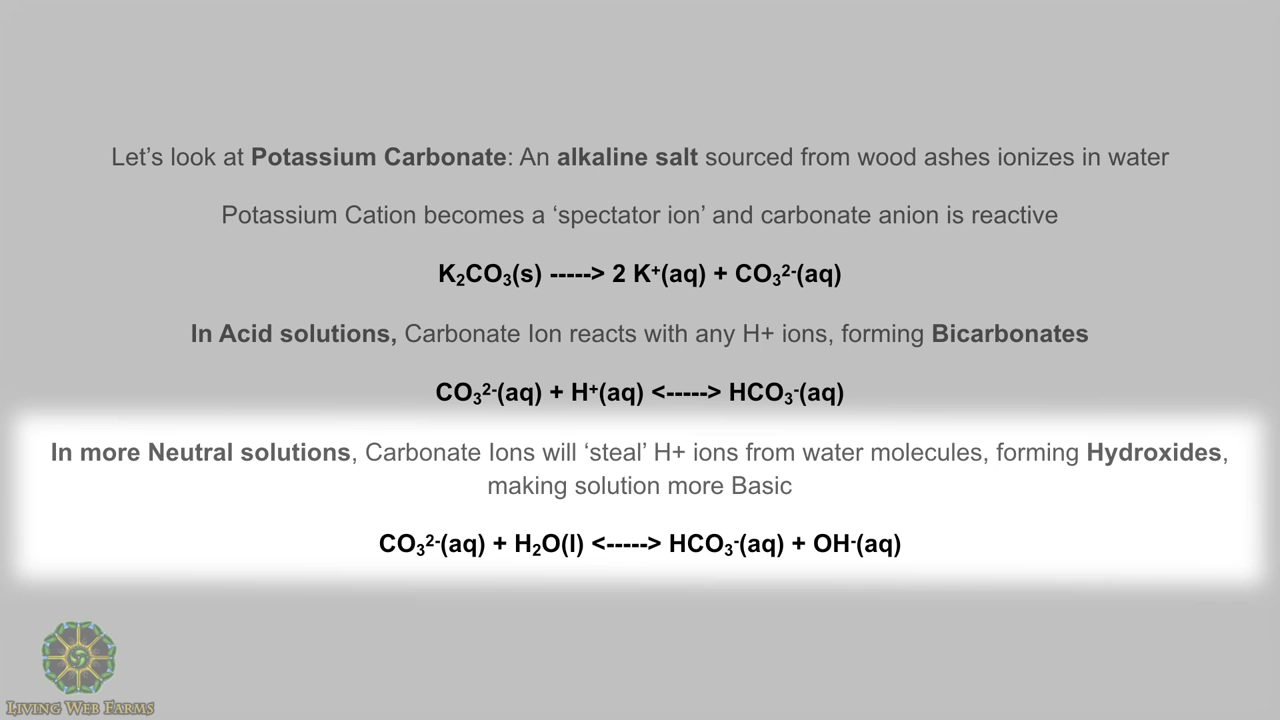 Let’s look at Potassium Carbonate: An alkaline salt sourced from wood ashes ionizes in water
Potassium Cation becomes a ‘spectator ion’ and carbonate anion is reactive
K₂CO₃(s) -----> 2 K⁺(aq) + CO₃²⁻(aq)
In Acid solutions, Carbonate Ion reacts with any H+ ions, forming Bicarbonates
CO₃²⁻(aq) + H⁺(aq) <-----> HCO₃⁻(aq)
In more Neutral solutions, Carbonate Ions will ‘steal’ H+ ions from water molecules, forming Hydroxides,
making solution more Basic
CO₃²⁻(aq) + H₂O(l) <-----> HCO₃⁻(aq) + OH⁻(aq)
LIVING WEB FARMS